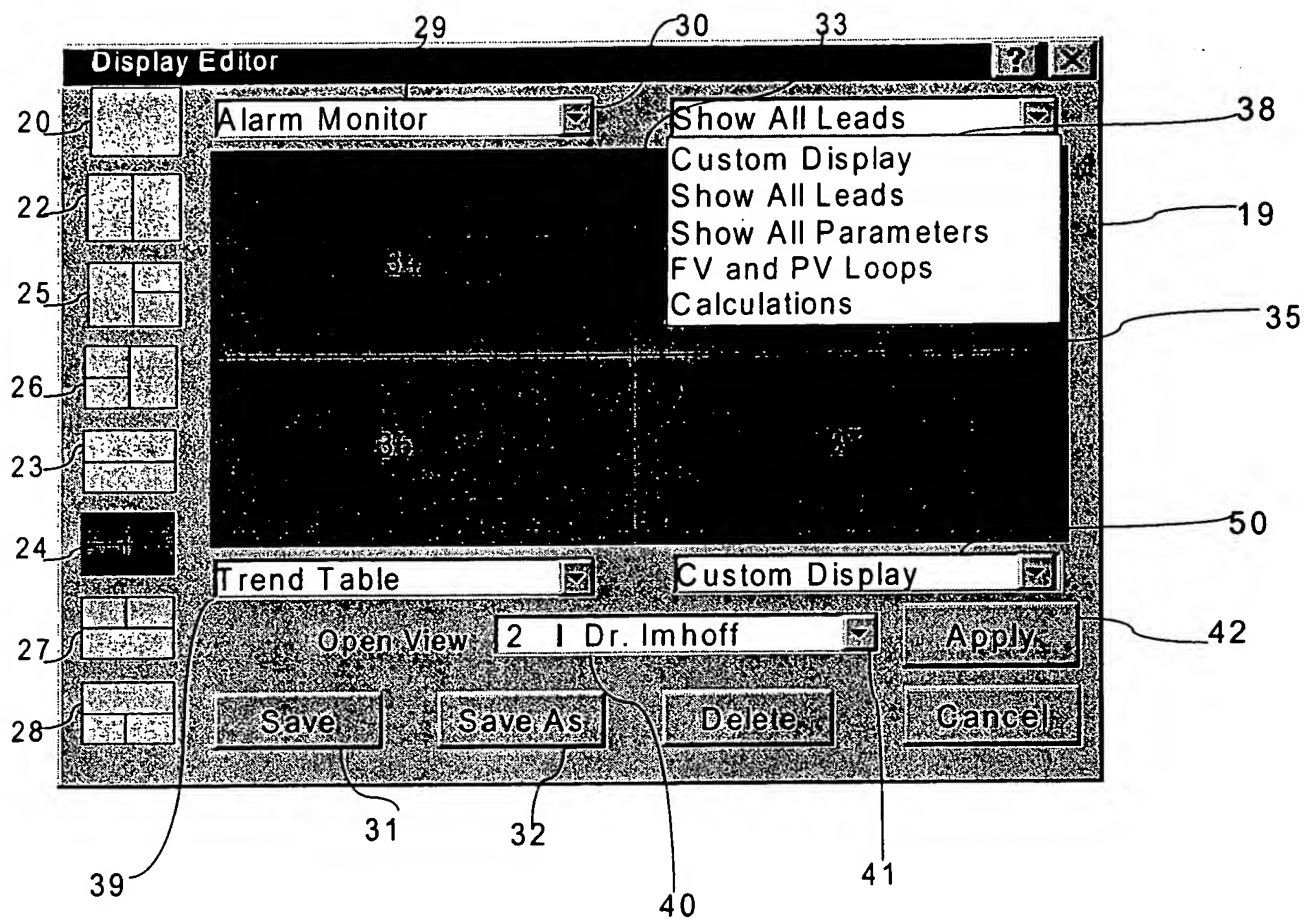 29 30 33
Display Editor ? X
20 Alarm Monitor Show All Leads 38
Custom Display
22 Show All Leads 19
Show All Parameters
34 FV and PV Loops
25 Calculations 35
26
36
23
50
24
Trend Table Custom Display
27 Open View 2 I Dr. Imhoff Apply 42
28 Save Save As Delete Cancel
31 32
39 41
40